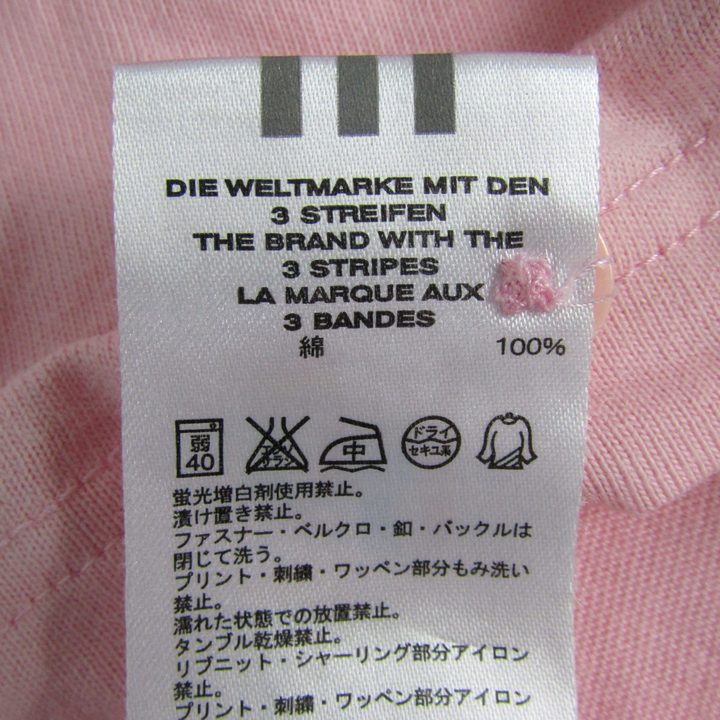 DIE WELTMARKE MIT DEN
3 STREIFEN
THE BRAND WITH THE
3 STRIPES
LA MARQUE AUX
3 BANDES
綿 100%
弱 40 エンソ サラシ 中 ドライ セキユ系
蛍光増白剤使用禁止。
漬け置き禁止。
ファスナー・ベルクロ・釦・バックルは
閉じて洗う。
プリント・刺繍・ワッペン部分もみ洗い
禁止。
濡れた状態での放置禁止。
タンブル乾燥禁止。
リブニット・シャーリング部分アイロン
禁止。
プリント・刺繍・ワッペン部分アイロン